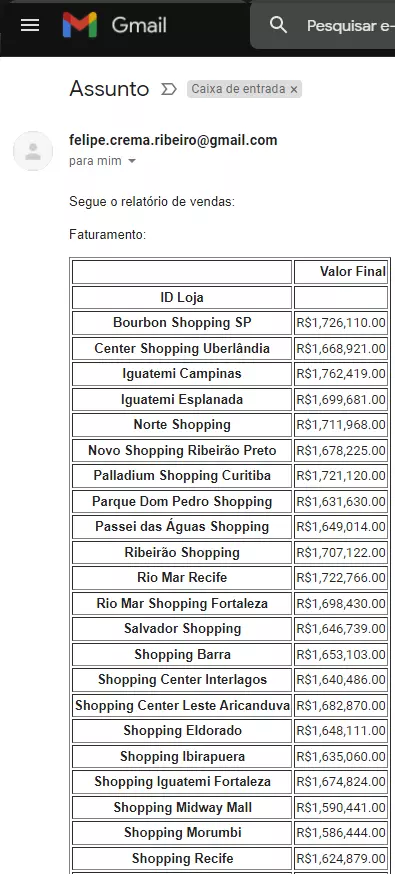 Gmail
Pesquisar e-
Assunto
Caixa de entrada ×
felipe.crema.ribeiro@gmail.com
para mim
Segue o relatório de vendas:
Faturamento:
Valor Final
ID Loja
Bourbon Shopping SP R$1,726,110.00
Center Shopping Uberlândia R$1,668,921.00
Iguatemi Campinas R$1,762,419.00
Iguatemi Esplanada R$1,699,681.00
Norte Shopping R$1,711,968.00
Novo Shopping Ribeirão Preto R$1,678,225.00
Palladium Shopping Curitiba R$1,721,120.00
Parque Dom Pedro Shopping R$1,631,630.00
Passei das Águas Shopping R$1,649,014.00
Ribeirão Shopping R$1,707,122.00
Rio Mar Recife R$1,722,766.00
Rio Mar Shopping Fortaleza R$1,698,430.00
Salvador Shopping R$1,646,739.00
Shopping Barra R$1,653,103.00
Shopping Center Interlagos R$1,640,486.00
Shopping Center Leste Aricanduva R$1,682,870.00
Shopping Eldorado R$1,648,111.00
Shopping Ibirapuera R$1,635,060.00
Shopping Iguatemi Fortaleza R$1,674,824.00
Shopping Midway Mall R$1,590,441.00
Shopping Morumbi R$1,586,444.00
Shopping Recife R$1,624,879.00